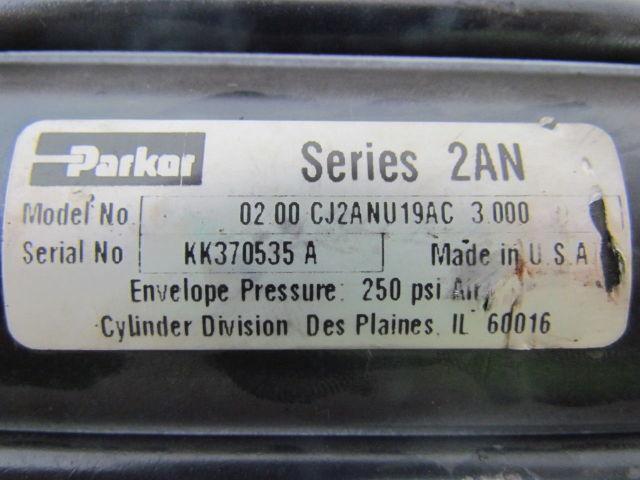 Parker Series 2AN
Model No 02.00 CJ2ANU19AC 3.000
Serial No KK370535 A Made in U.S.A
Envelope Pressure: 250 psi Air
Cylinder Division Des Plaines, IL 60016